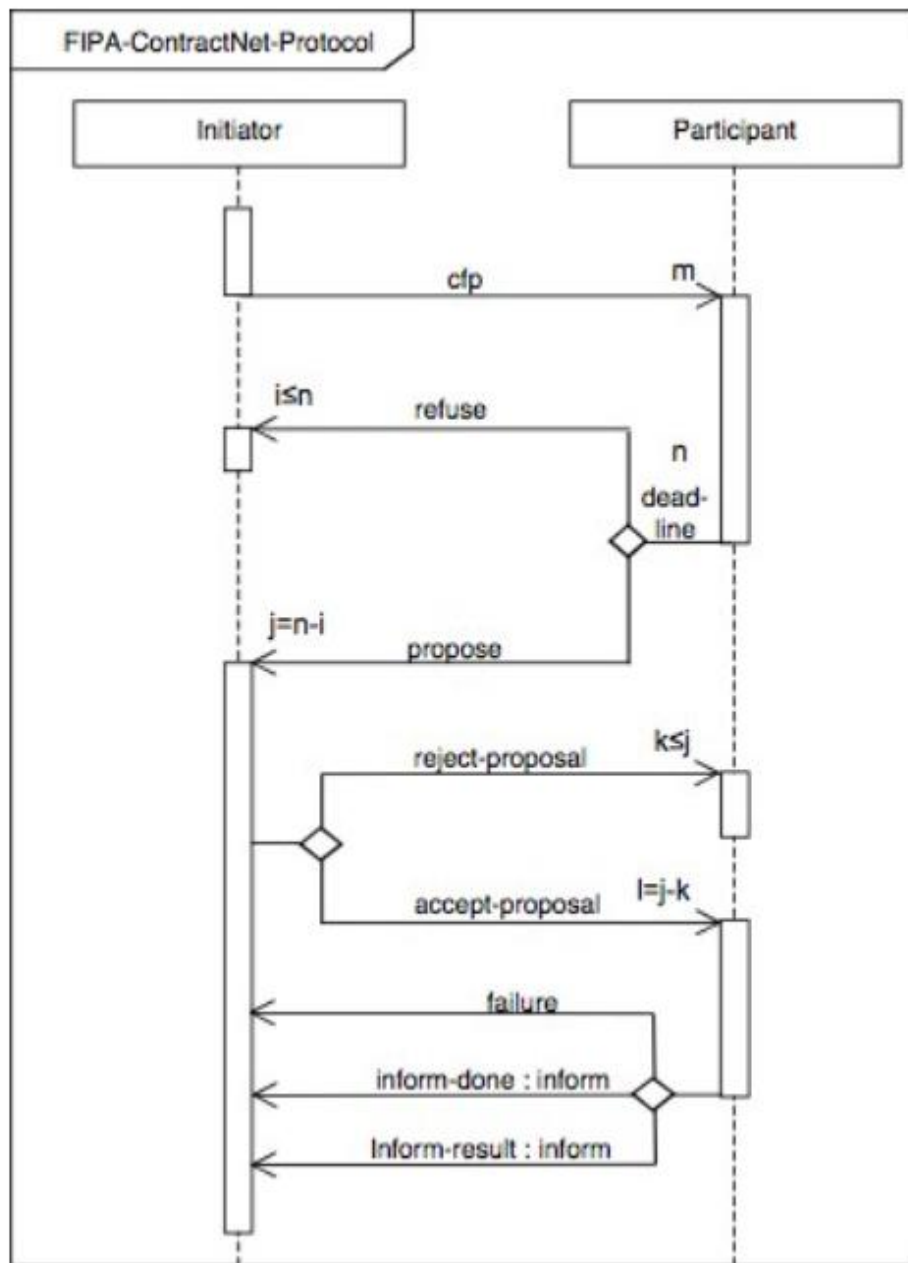 FIPA-ContractNet-Protocol
Initiator
Participant
cfp
m
i≤n
refuse
n
dead-
line
j=n-i
propose
reject-proposal
k≤j
accept-proposal
l=j-k
failure
inform-done : inform
Inform-result : inform